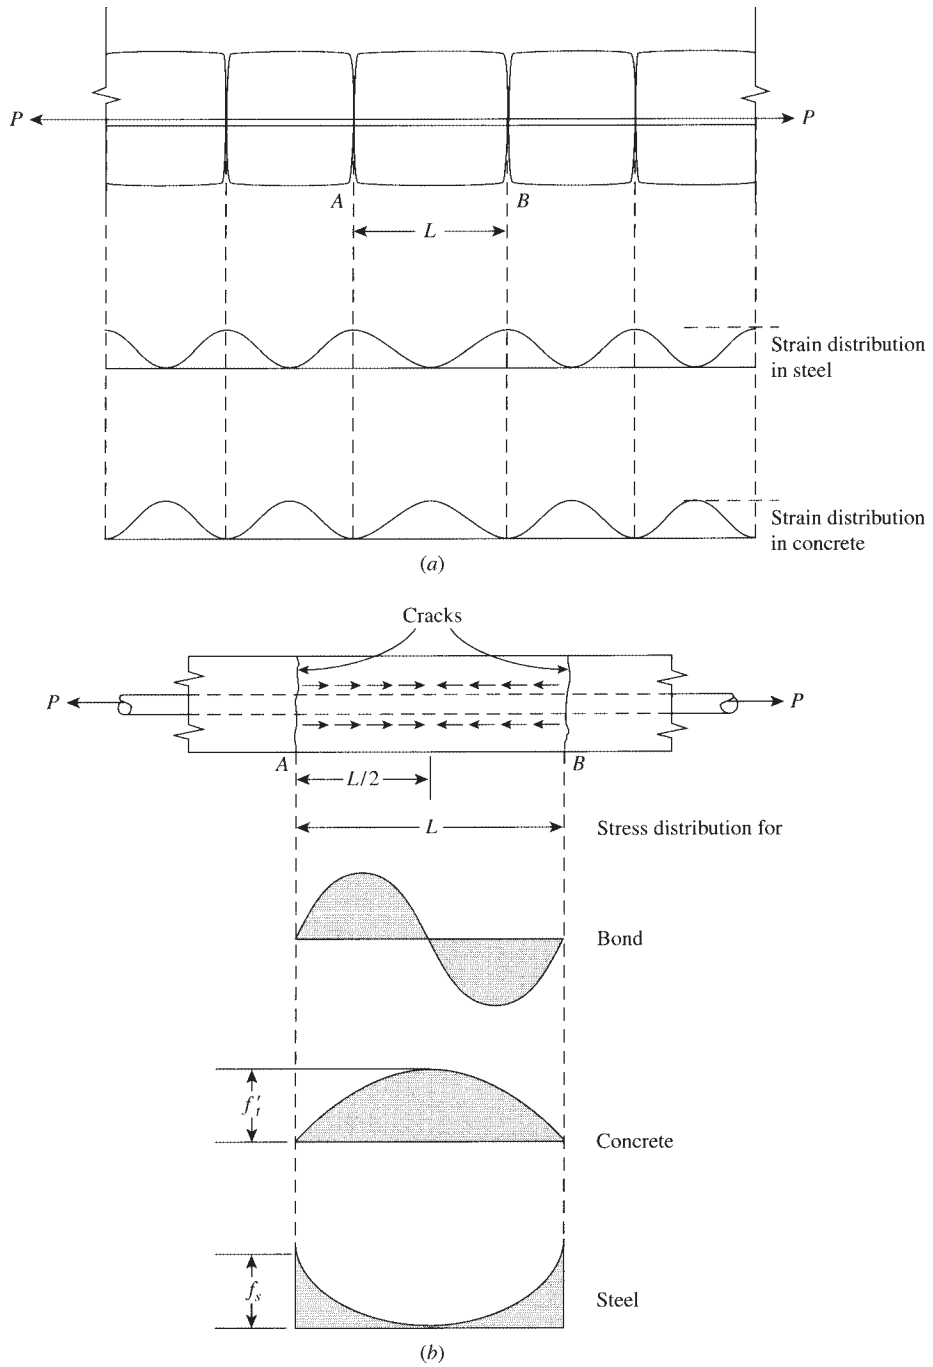 P P
A B
L
Strain distribution
in steel
Strain distribution
in concrete
(a)
Cracks
P P
A B
L/2
L Stress distribution for
Bond
f't
Concrete
fs
Steel
(b)